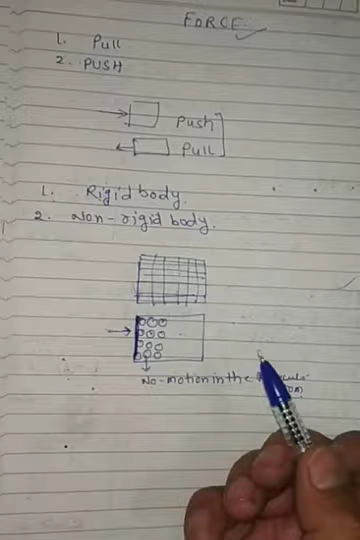 FORCE
1. Pull
2. PUSH
Push
Pull
1. Rigid body.
2. Non-rigid body.
No-motion in the